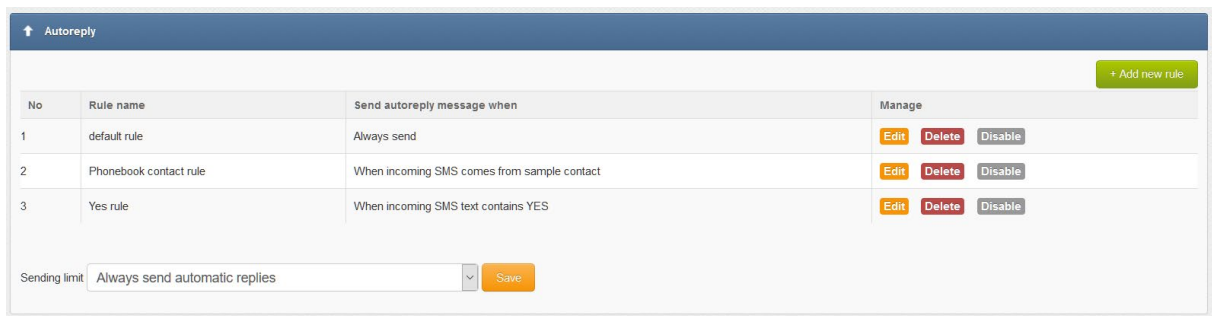 Autoreply
+ Add new rule
No Rule name Send autoreply message when Manage
1 default rule Always send Edit Delete Disable
2 Phonebook contact rule When incoming SMS comes from sample contact Edit Delete Disable
3 Yes rule When incoming SMS text contains YES Edit Delete Disable
Sending limit Always send automatic replies Save